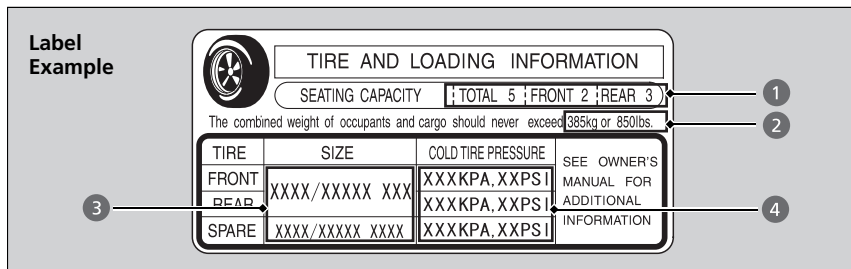 Label
Example
TIRE AND LOADING INFORMATION
SEATING CAPACITY TOTAL 5 FRONT 2 REAR 3
1
The combined weight of occupants and cargo should never exceed 385kg or 850lbs.
2
TIRE SIZE COLD TIRE PRESSURE SEE OWNER'S
MANUAL FOR
ADDITIONAL
INFORMATION
FRONT XXXX/XXXXX XXX XXXKPA,XXPSI
REAR XXXKPA,XXPSI
SPARE XXXX/XXXXX XXXX XXXKPA,XXPSI
3
4